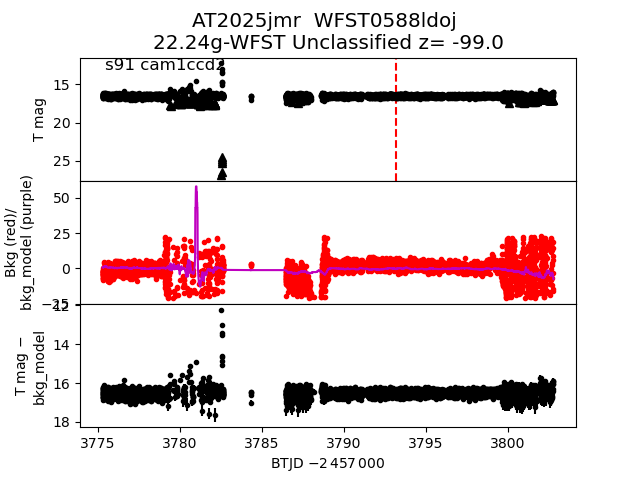 AT2025jmr  WFST0588ldoj
22.24g-WFST Unclassified z= -99.0
s91 cam1ccd2
T mag
15
20
25
Bkg (red)/
bkg_model (purple)
50
25
0
−25
T mag −
bkg_model
12
14
16
18
3775
3780
3785
3790
3795
3800
BTJD −2 457 000